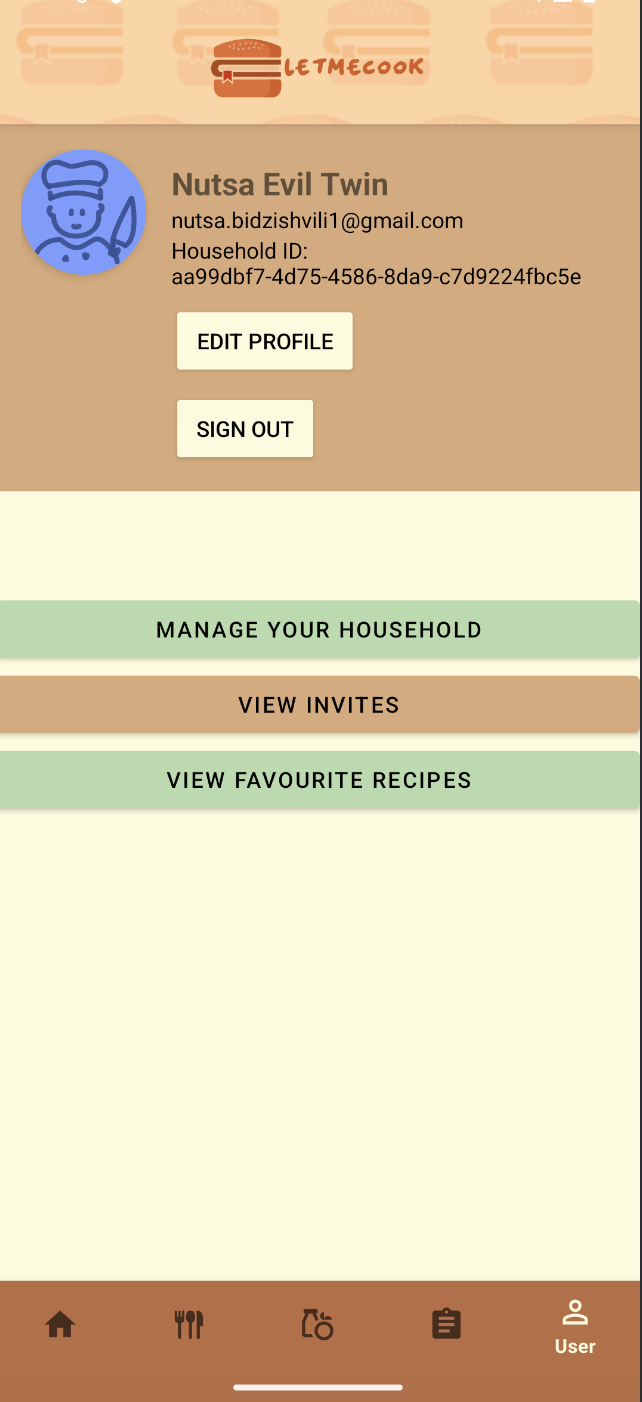 LETMECOOK
Nutsa Evil Twin
nutsa.bidzishvili1@gmail.com
Household ID:
aa99dbf7-4d75-4586-8da9-c7d9224fbc5e
EDIT PROFILE
SIGN OUT
MANAGE YOUR HOUSEHOLD
VIEW INVITES
VIEW FAVOURITE RECIPES
User